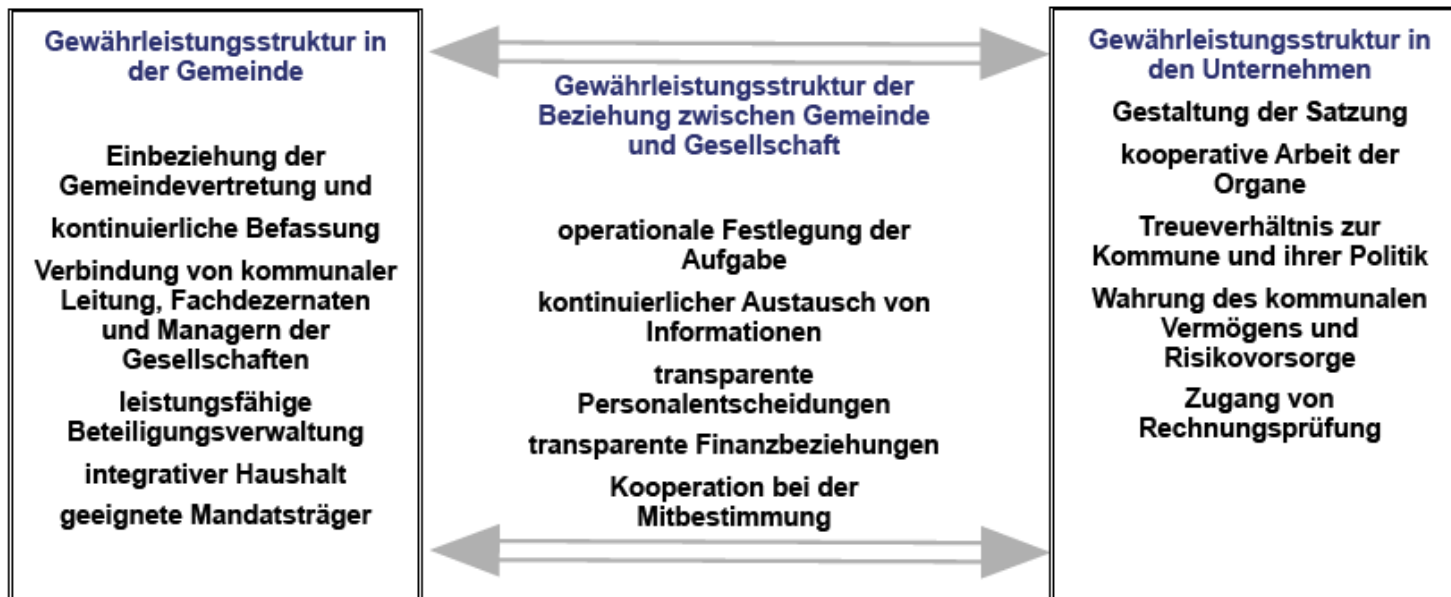 Gewährleistungsstruktur in
der Gemeinde
Einbeziehung der
Gemeindevertretung und
kontinuierliche Befassung
Verbindung von kommunaler
Leitung, Fachdezernaten
und Managern der
Gesellschaften
leistungsfähige
Beteiligungsverwaltung
integrativer Haushalt
geeignete Mandatsträger
Gewährleistungsstruktur der
Beziehung zwischen Gemeinde
und Gesellschaft
operationale Festlegung der
Aufgabe
kontinuierlicher Austausch von
Informationen
transparente
Personalentscheidungen
transparente Finanzbeziehungen
Kooperation bei der
Mitbestimmung
Gewährleistungsstruktur in
den Unternehmen
Gestaltung der Satzung
kooperative Arbeit der
Organe
Treueverhältnis zur
Kommune und ihrer Politik
Wahrung des kommunalen
Vermögens und
Risikovorsorge
Zugang von
Rechnungsprüfung